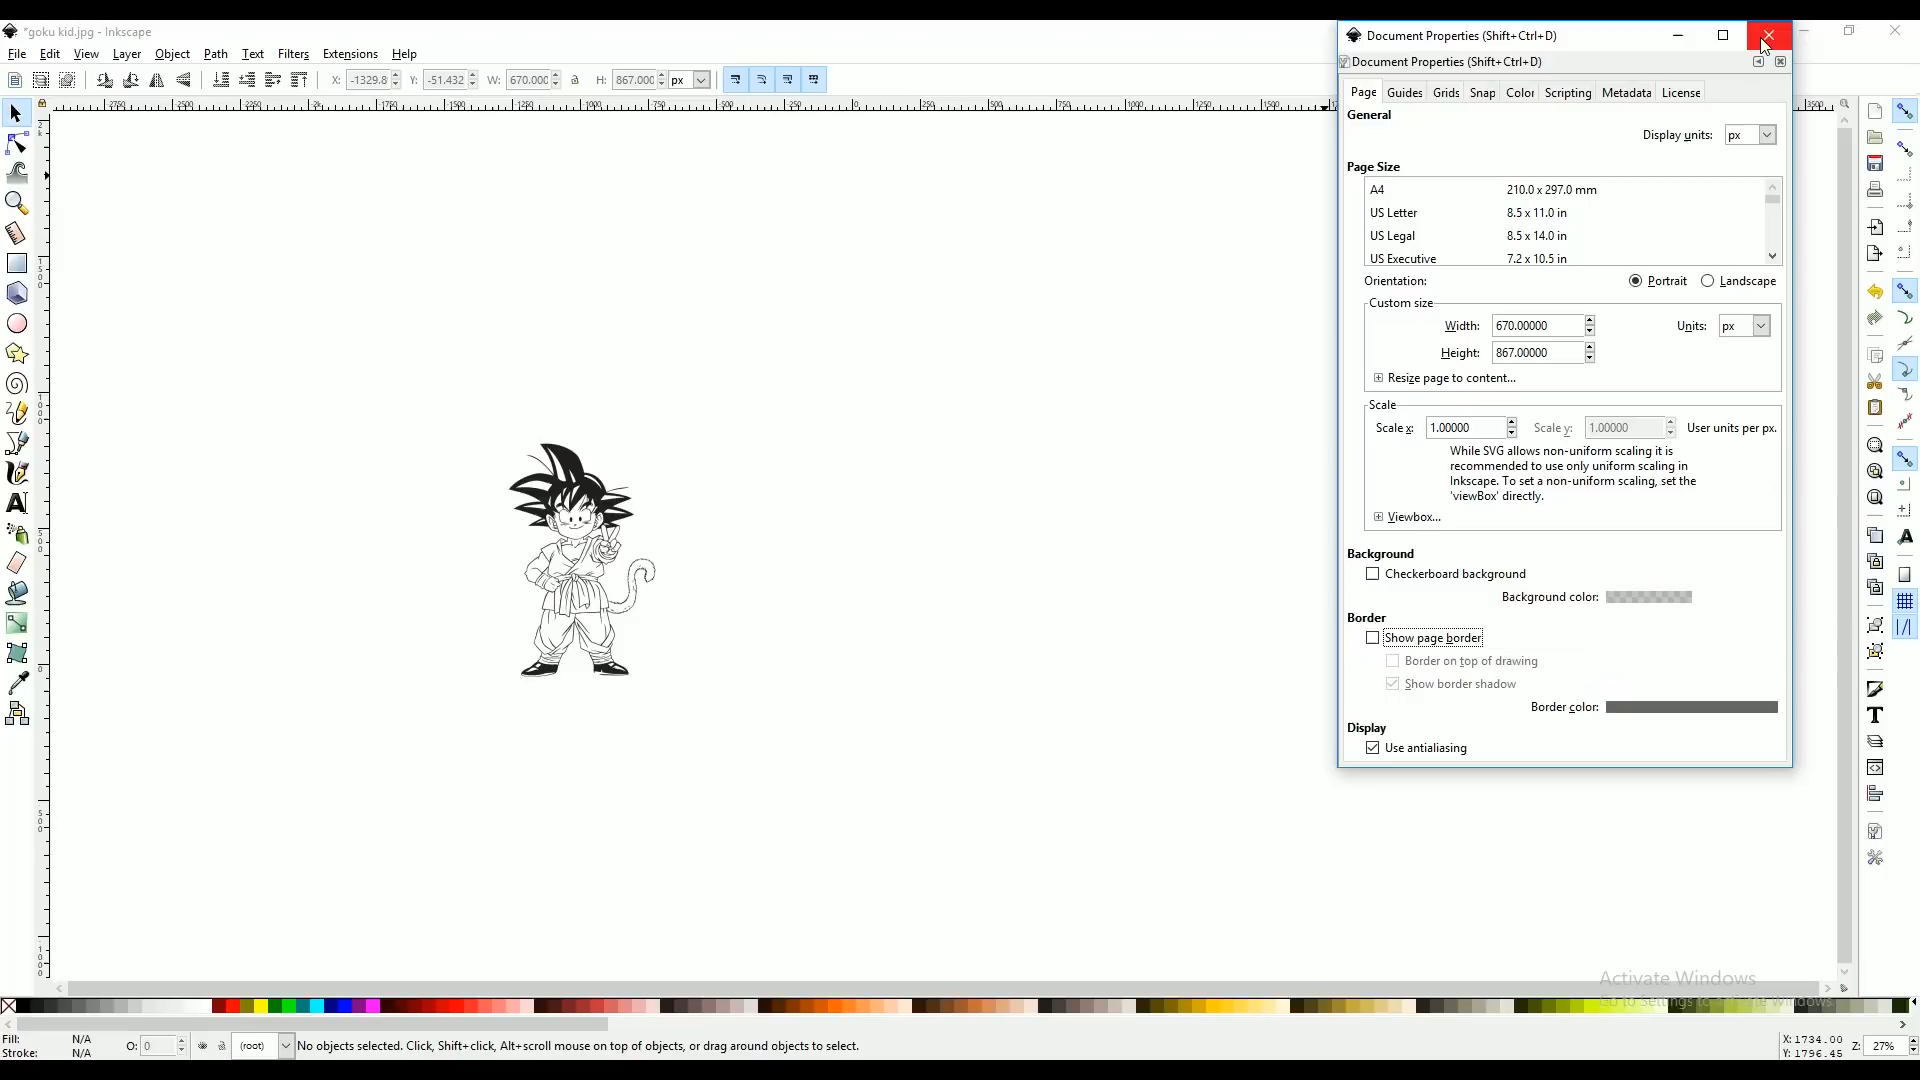 *goku kid.jpg - Inkscape
File Edit View Layer Object Path Text Filters Extensions Help
X: -1329.8 Y: -51.432 W: 670.000 H: 867.000 px
Document Properties (Shift+Ctrl+D)
Document Properties (Shift+Ctrl+D)
Page Guides Grids Snap Color Scripting Metadata License
General
Display units: px
Page Size
A4 210.0 x 297.0 mm
US Letter 8.5 x 11.0 in
US Legal 8.5 x 14.0 in
US Executive 7.2 x 10.5 in
Orientation: Portrait Landscape
Custom size
Width: 670.00000 Units: px
Height: 867.00000
Resize page to content...
Scale
Scale x: 1.00000 Scale y: 1.00000 User units per px.
While SVG allows non-uniform scaling it is
recommended to use only uniform scaling in
Inkscape. To set a non-uniform scaling, set the
'viewBox' directly.
Viewbox...
Background
Checkerboard background
Background color:
Border
Show page border
Border on top of drawing
Show border shadow
Border color:
Display
Use antialiasing
Activate Windows
Go to Settings to activate Windows.
Fill: N/A
Stroke: N/A
O: 0
(root)
No objects selected. Click, Shift+click, Alt+scroll mouse on top of objects, or drag around objects to select.
X: 1734.00
Y: 1796.45
Z: 27%